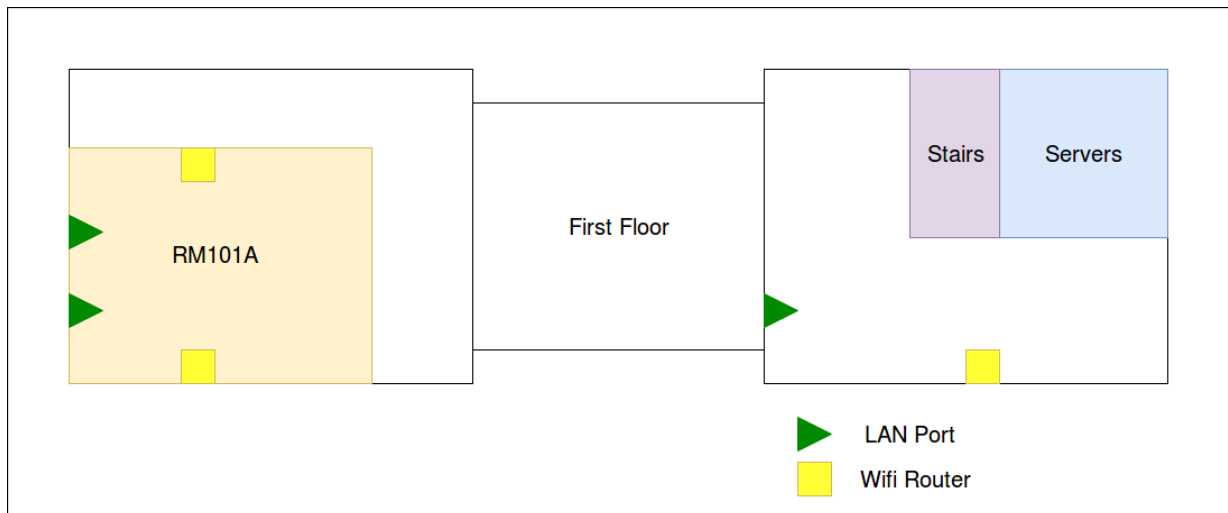 Stairs
Servers
First Floor
RM101A
LAN Port
Wifi Router